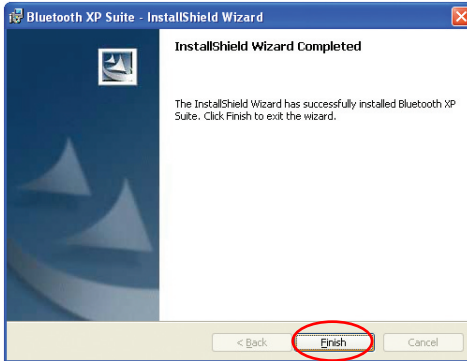 Bluetooth XP Suite - InstallShield Wizard
InstallShield Wizard Completed
The InstallShield Wizard has successfully installed Bluetooth XP
Suite. Click Finish to exit the wizard.
< Back
Finish
Cancel